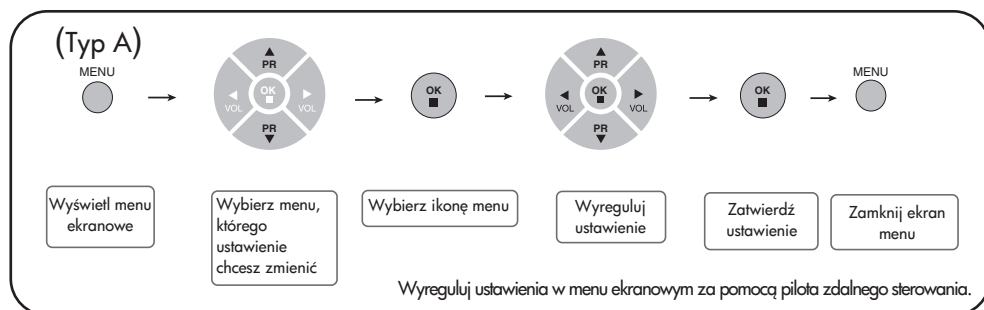 (Typ A)
MENU
PR
OK
VOL
VOL
PR
OK
PR
OK
VOL
VOL
PR
OK
MENU
Wyświetl menu
ekranowe
Wybierz menu,
którego
ustawienie
chcesz zmienić
Wybierz ikonę menu
Wyreguluj
ustawienie
Zatwierdź
ustawienie
Zamknij ekran
menu
Wyreguluj ustawienia w menu ekranowym za pomocą pilota zdalnego sterowania.